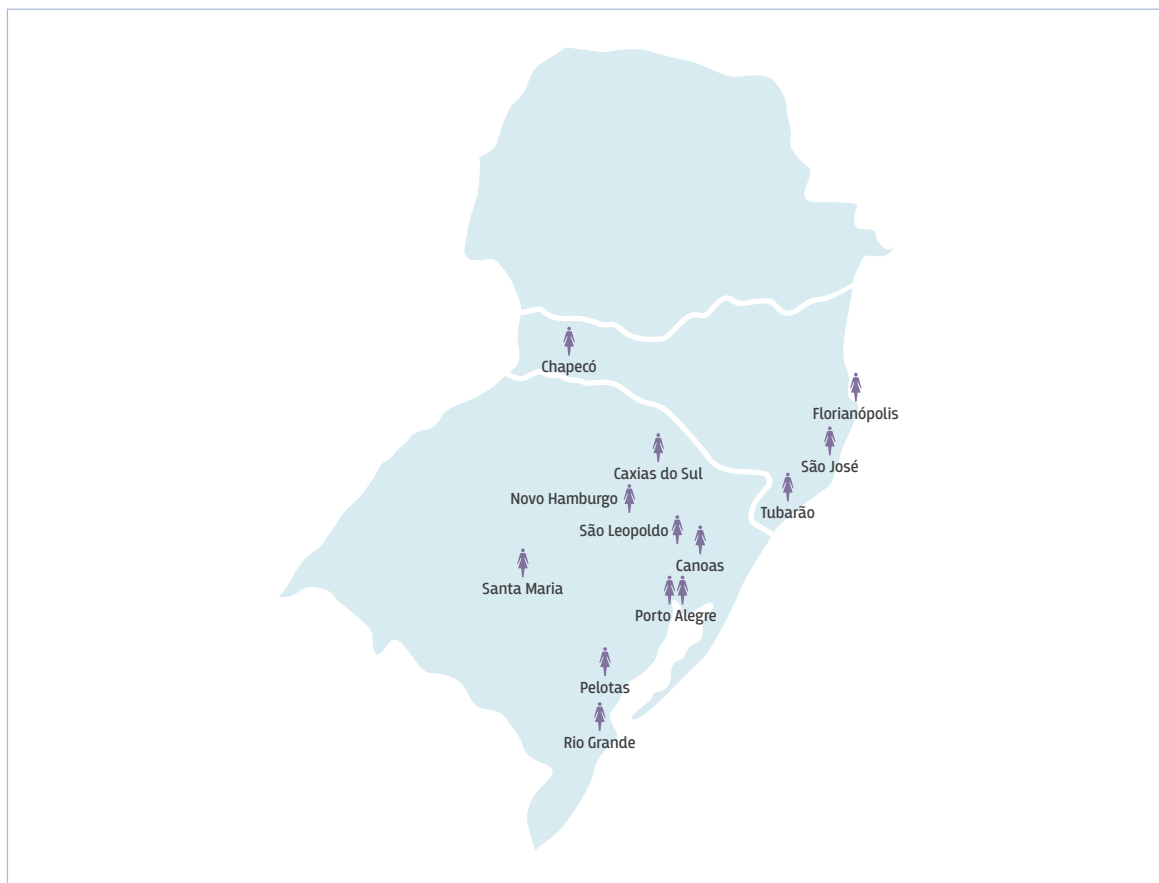 Chapecó
Florianópolis
São José
Caxias do Sul
Novo Hamburgo
Tubarão
São Leopoldo
Canoas
Santa Maria
Porto Alegre
Pelotas
Rio Grande